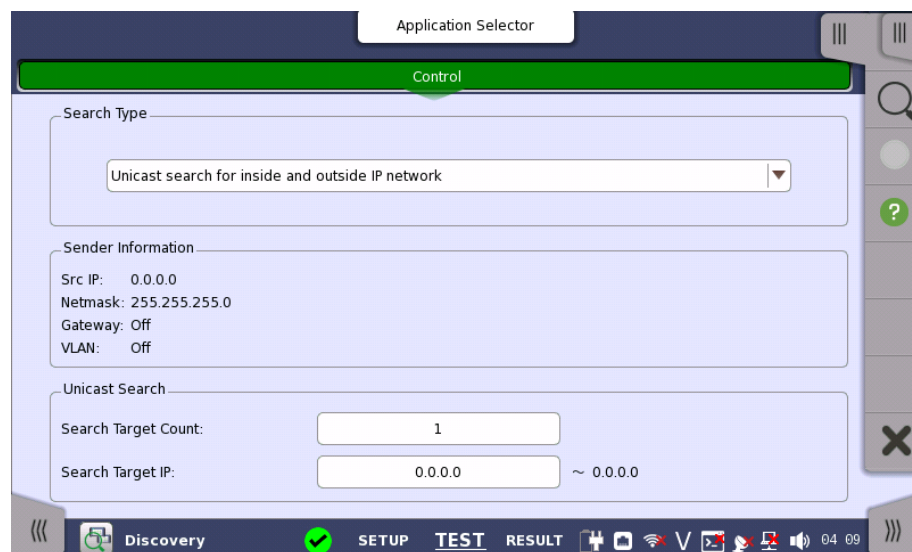 Application Selector
Control
Search Type
Unicast search for inside and outside IP network
Sender Information
Src IP: 0.0.0.0
Netmask: 255.255.255.0
Gateway: Off
VLAN: Off
Unicast Search
Search Target Count: 1
Search Target IP: 0.0.0.0 ~ 0.0.0.0
Discovery SETUP TEST RESULT V 04 09